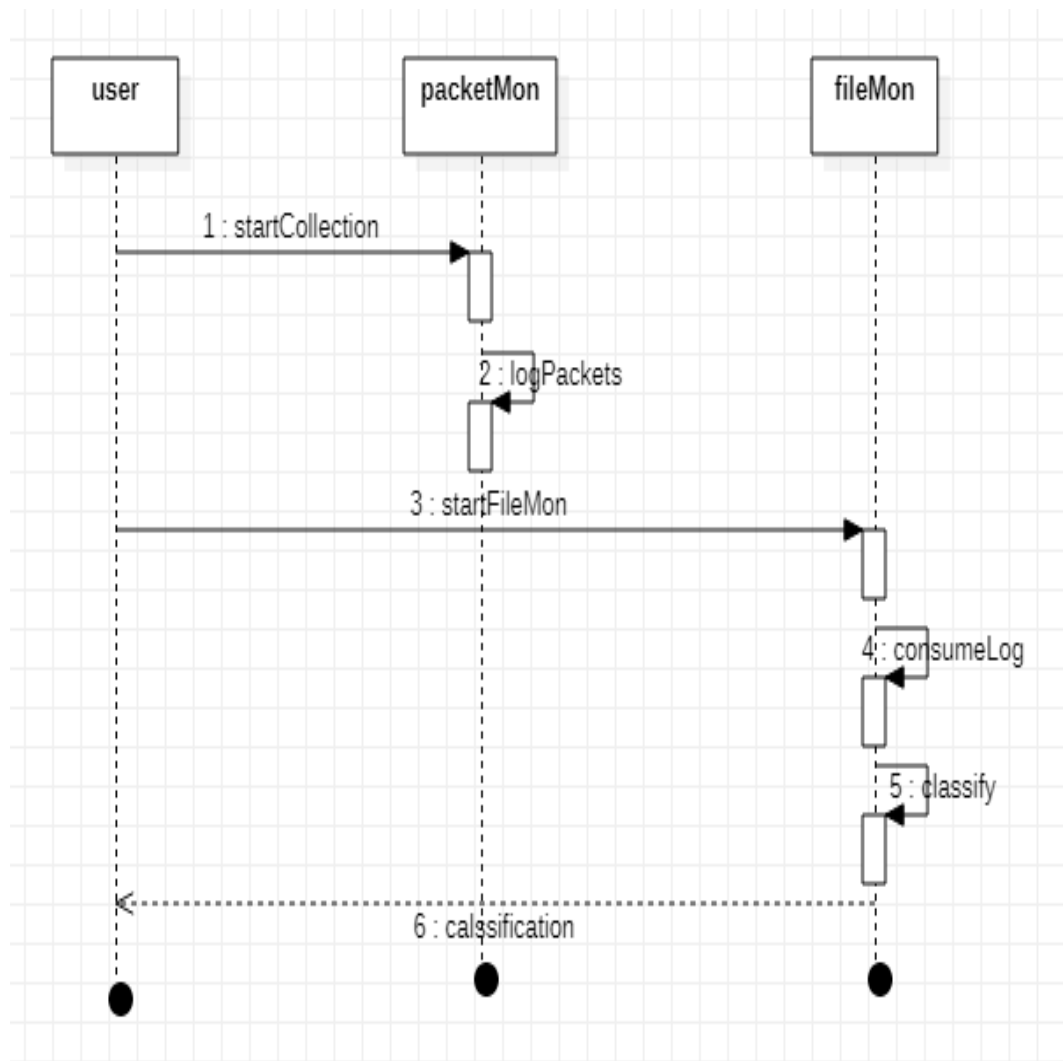 user
packetMon
fileMon
1 : startCollection
2 : logPackets
3 : startFileMon
4 : consumeLog
5 : classify
6 : calssification